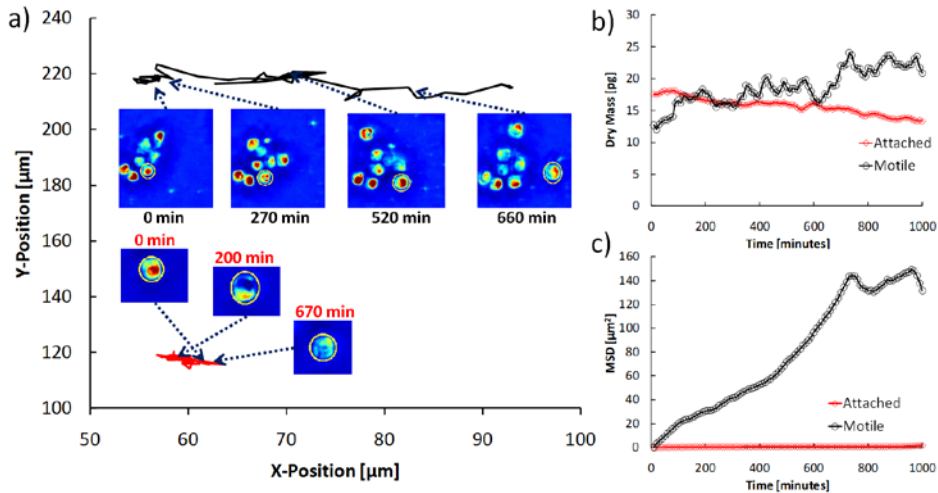 a)
Y-Position [µm]
240
220
200
180
160
140
120
100
0 min
270 min
520 min
660 min
0 min
200 min
670 min
50
60
70
80
90
100
X-Position [µm]
b)
Dry Mass [pg]
30
25
20
15
10
5
0
Attached
Motile
0
200
400
600
800
1000
Time [minutes]
c)
MSD [µm²]
160
140
120
100
80
60
40
20
0
Attached
Motile
0
200
400
600
800
1000
Time [minutes]